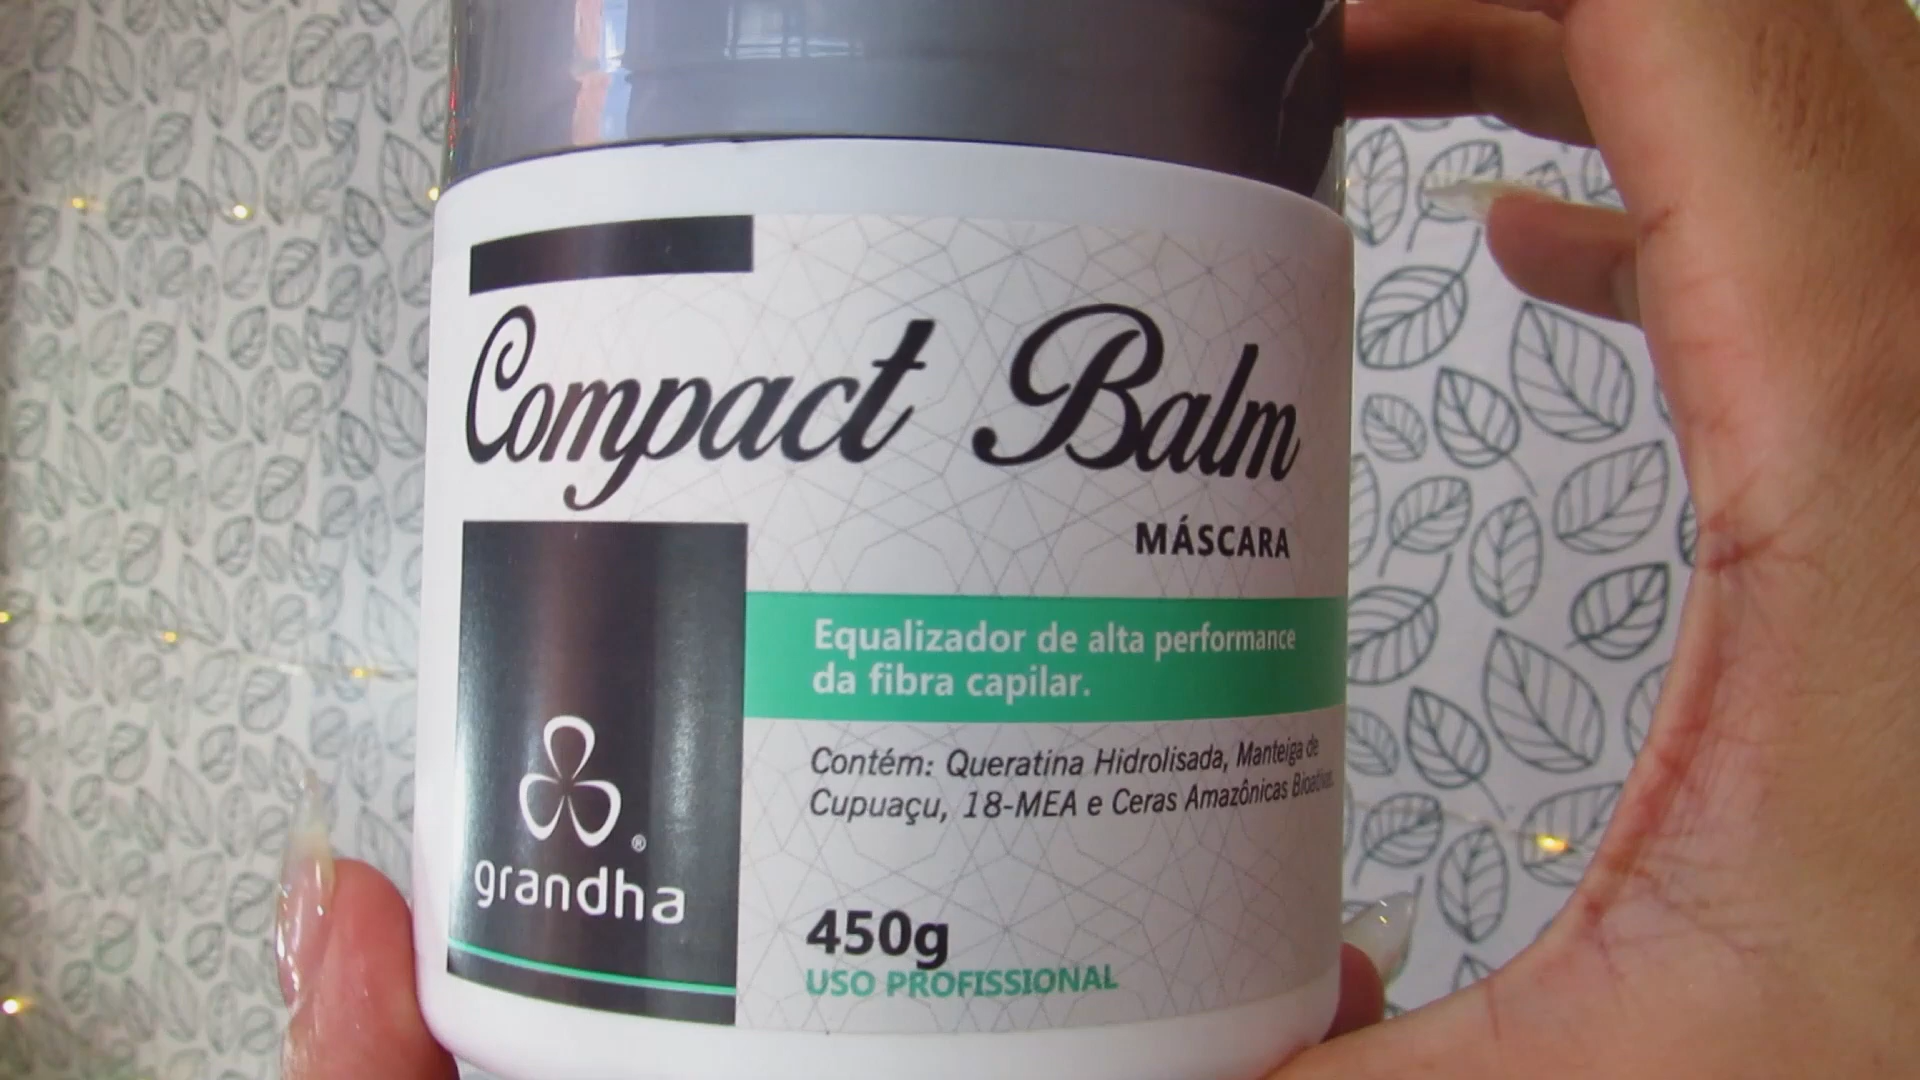 Compact Balm
MÁSCARA
Equalizador de alta performance
da fibra capilar.
Contém: Queratina Hidrolisada, Manteiga de
Cupuaçu, 18-MEA e Ceras Amazônicas
®
grandha
450g
USO PROFISSIONAL